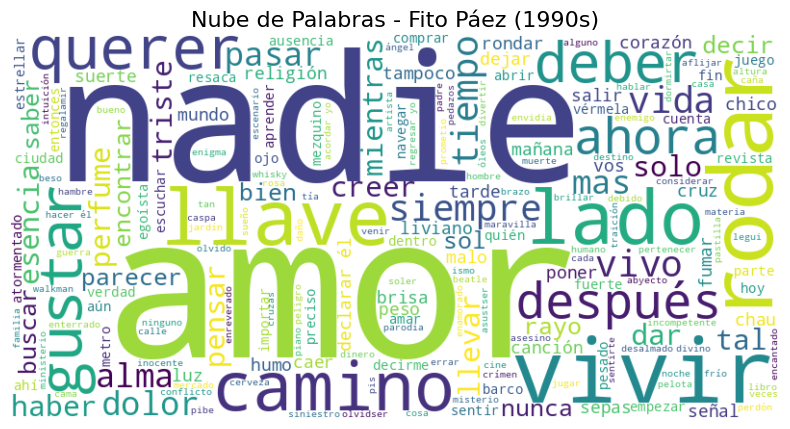 Nube de Palabras - Fito Páez (1990s)
querer
pasar
ausencia
religión
suerte
resaca
estrellar
intuición
entonces
regalarmir
bueno
triste
mundo
escuchar
aprender
ojo
enigma
escenario
ángel
tampoco
comprar
mezquino
acordar yo
mientras
navegar
artista
regresar yo
padre
pedazos
divertir
tiempo
rondar
dejar
abrir
mañana
envidia
deber
corazón
alguno
hablar
dormir
fin
salir
vérmela
cuenta
enemigo
ahora
decir
juego
aflijar
altura
casa
caña
chico
vida
nadie
saber
esencia
ciudad
beso
hambre
hacer él
atormentado
gustar
perfume
encontrar
egoísta
tan
caspa
jardín
sueño
whisky
rosa
tía
bien
creer
tarde
brazo
hombre
muerte
óleos
destino
vos
solo
revista
considerar
brillar
debido
traición
mas
cruz
quién
lado
materia
legui
pastilla
rodar
llave
siempre
liviano
sol
dentro
venir
maravilla
cada
humano
pertenecer
fumar
olvido
daño
malo
ismo
beatle
asustser
poner
vivo
abyecto
fuerte
parte
hoy
chau
guerra
walkman
familia
ministerio
buscar
parecer
verdad
aún
enterrado
ninguno
calle
metro
pensar
enreverado
cruzas
importar
piano
peligro
preciso
declarar él
soler
amar
parodia
brisa
peso
enamorado
llevar
después
rayo
asesino
incompetente
amor
canción
dar
tal
desalmado
divino
sentirte
encantado
ahí
alma
luz
inocente
conflicto
cama
mercado
humo
caer
dinero
decirme
camino
errar
cine
crimen
barco
jugar
misterio
vivir
pesado
noche
frío
pelota
libro
veces
haber
dolor
pibe
cerveza
siniestro
pis
olvidser
cosa
sentir
nunca
sepas
empezar
señal
perdón